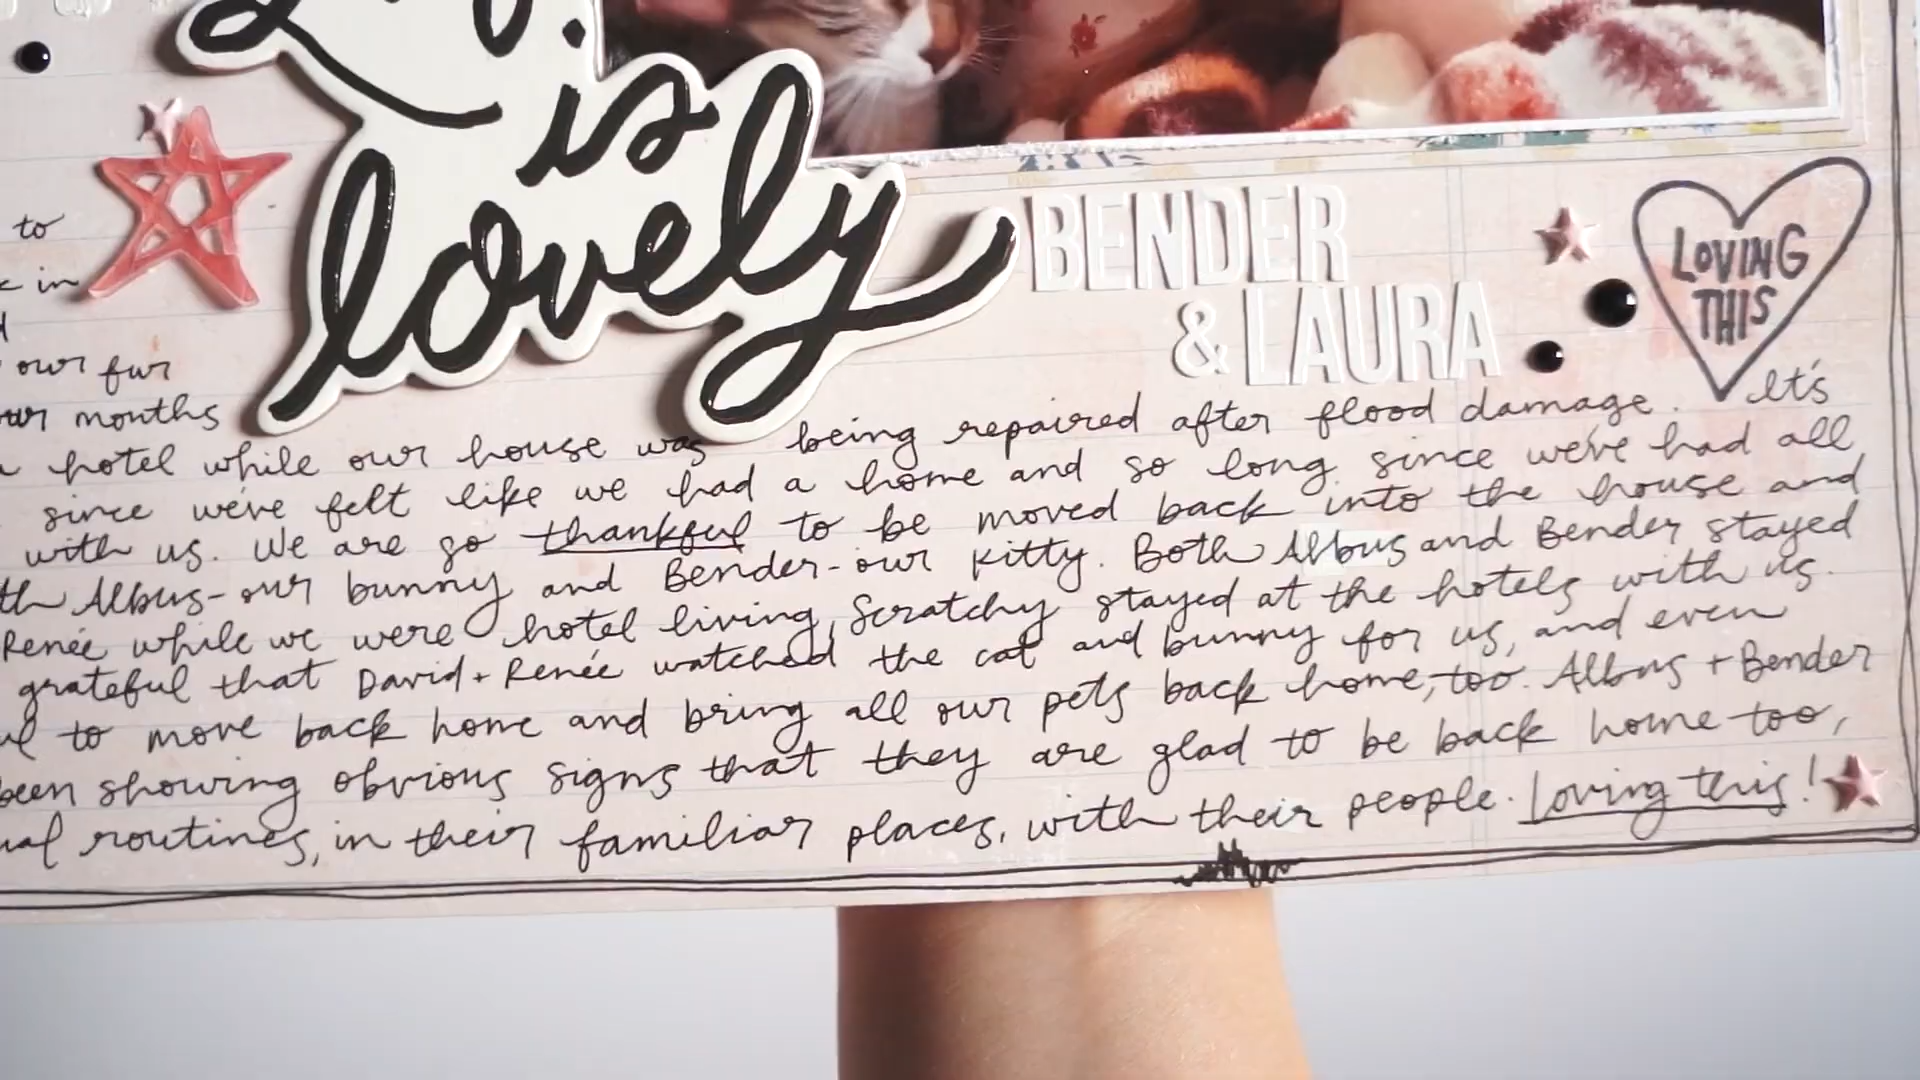 is
lovely
BENDER
& LAURA
LOVING
THIS
to
in
our fur
months
hotel while our house was being repaired after flood damage. It's
since we've felt like we had a home and so long since we've had all
with us. We are so thankful to be moved back into the house and
Albus-our bunny and Bender-our kitty. Both Albus and Bender stayed
Renée while we were hotel living, Scratchy stayed at the hotels with us.
grateful that David + Renée watched the cat and bunny for us, and even
to move back home and bring all our pets back home, too. Albus + Bender
been showing obvious signs that they are glad to be back home too,
routines, in their familiar places, with their people. Loving this!